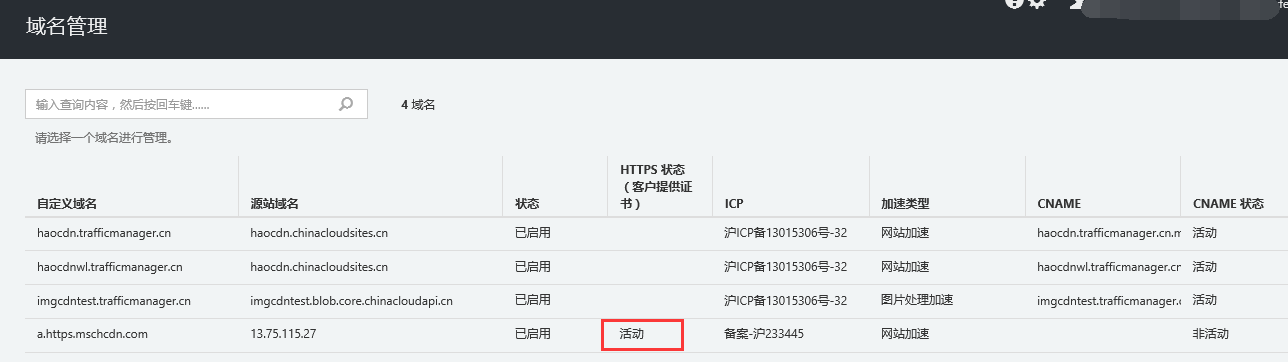 域名管理
输入查询内容，然后按回车键......
4 域名
请选择一个域名进行管理。
自定义域名 源站域名 状态 HTTPS 状态（客户提供证书） ICP 加速类型 CNAME CNAME 状态
haocdn.trafficmanager.cn haocdn.chinacloudsites.cn 已启用 沪ICP备13015306号-32 网站加速 haocdn.trafficmanager.cn.m 活动
haocdnwl.trafficmanager.cn haocdn.chinacloudsites.cn 已启用 沪ICP备13015306号-32 网站加速 haocdnwl.trafficmanager.cn 活动
imgcdntest.trafficmanager.cn imgcdntest.blob.core.chinacloudapi.cn 已启用 沪ICP备13015306号-32 图片处理加速 imgcdntest.trafficmanager.c 活动
a.https.mschcdn.com 13.75.115.27 已启用 活动 备案-沪233445 网站加速 非活动